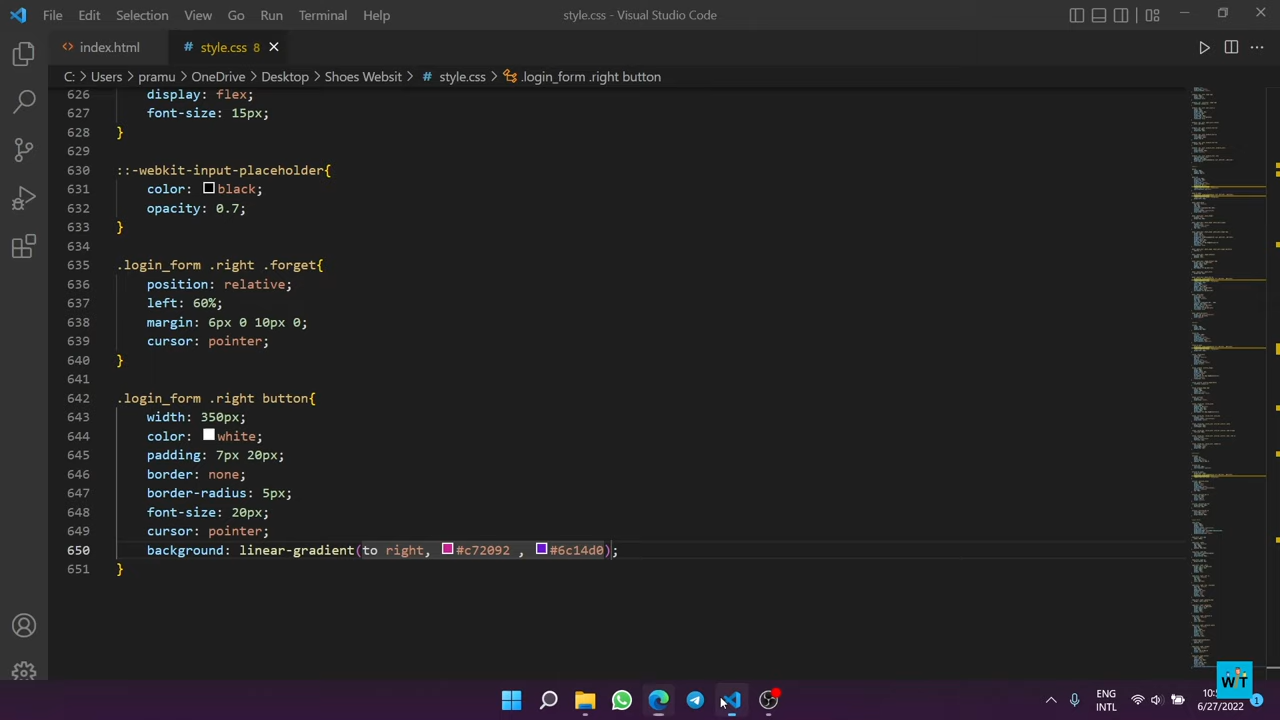 File Edit Selection View Go Run Terminal Help style.css - Visual Studio Code
index.html style.css 8
C: > Users > pramu > OneDrive > Desktop > Shoes Websit > # style.css > .login_form .right button
626 display: flex;
627 font-size: 15px;
628 }
629
630 ::-webkit-input-placeholder{
631 color: black;
632 opacity: 0.7;
633 }
634
635 .login_form .right .forget{
636 position: relative;
637 left: 60%;
638 margin: 6px 0 10px 0;
639 cursor: pointer;
640 }
641
642 .login_form .right button{
643 width: 350px;
644 color: white;
645 padding: 7px 20px;
646 border: none;
647 border-radius: 5px;
648 font-size: 20px;
649 cursor: pointer;
650 background: linear-gradient(to right, #c72092 , #6c14d0);
651 }
WT
ENG
INTL
6/27/2022
1